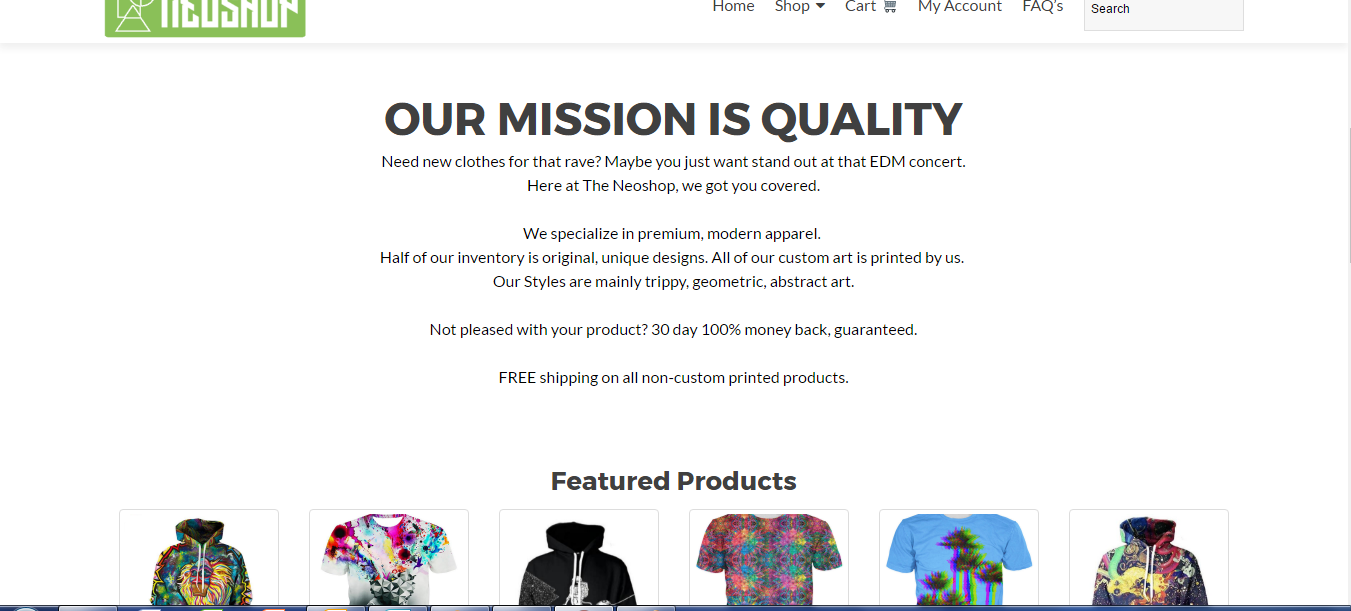 NEOSHOP
Home Shop Cart My Account FAQ's Search
OUR MISSION IS QUALITY
Need new clothes for that rave? Maybe you just want stand out at that EDM concert.
Here at The Neoshop, we got you covered.
We specialize in premium, modern apparel.
Half of our inventory is original, unique designs. All of our custom art is printed by us.
Our Styles are mainly trippy, geometric, abstract art.
Not pleased with your product? 30 day 100% money back, guaranteed.
FREE shipping on all non-custom printed products.
Featured Products